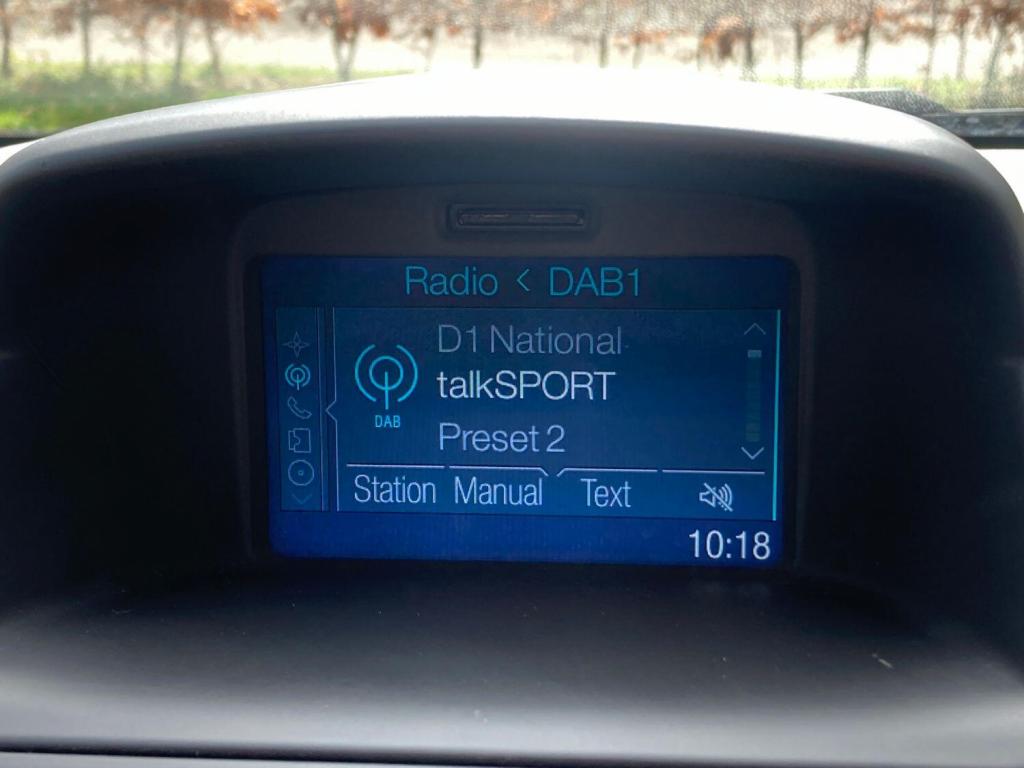 Radio < DAB1
D1 National
talkSPORT
DAB
Preset 2
Station Manual Text
10:18